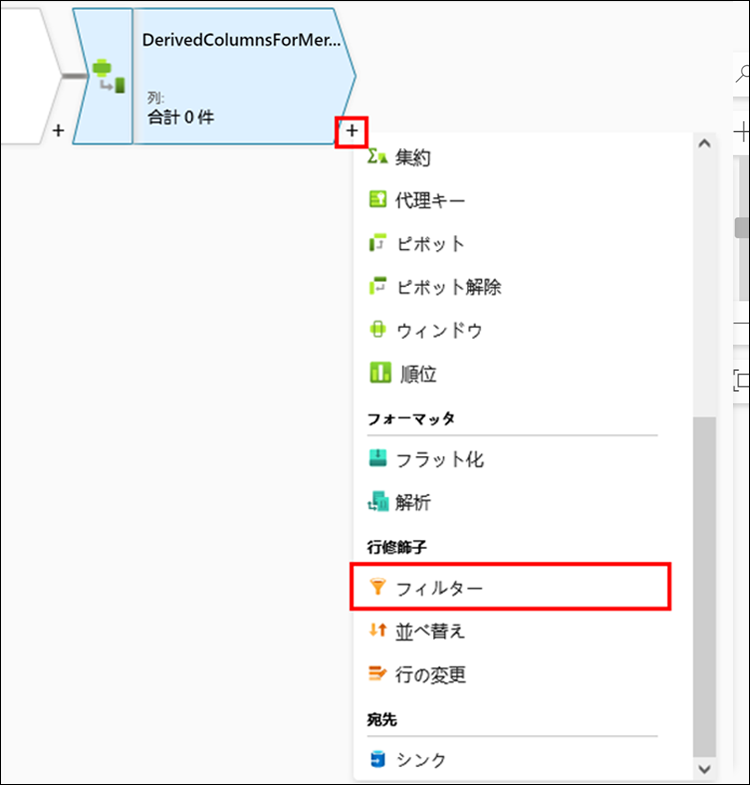 DerivedColumnsForMer...
列:
合計 0 件
+
+
集約
代理キー
ピボット
ピボット解除
ウィンドウ
順位
フォーマッタ
フラット化
解析
行修飾子
フィルター
並べ替え
行の変更
宛先
シンク